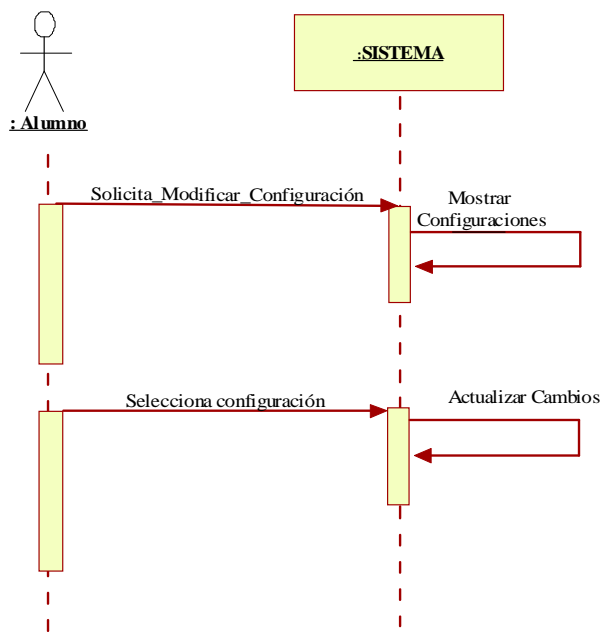 :SISTEMA
: Alumno
Solicita_Modificar_Configuración
Mostrar
Configuraciones
Selecciona configuración
Actualizar Cambios